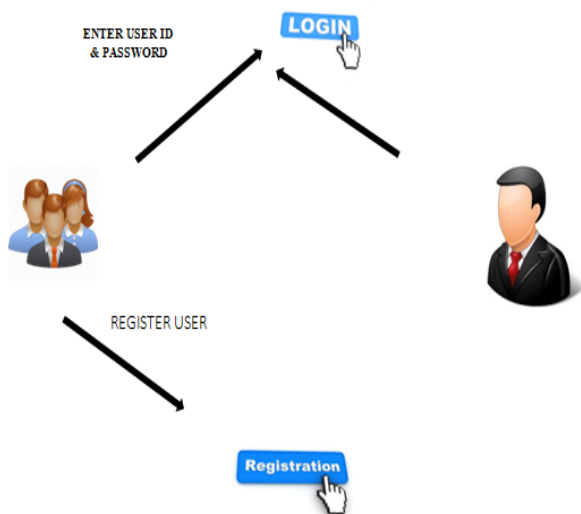 LOGIN
ENTER USER ID
& PASSWORD
REGISTER USER
Registration